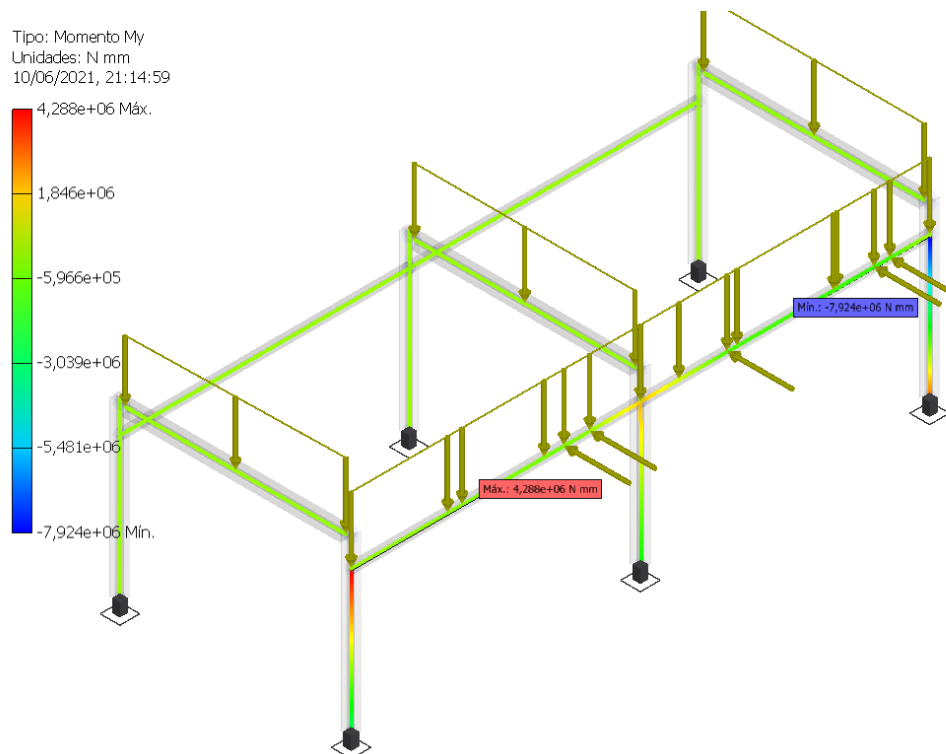 Tipo: Momento My
Unidades: N mm
10/06/2021, 21:14:59
4,288e+06 Máx.
1,846e+06
-5,966e+05
-3,039e+06
-5,481e+06
-7,924e+06 Mín.
Mín.: -7,924e+06 N mm
Máx.: 4,288e+06 N mm